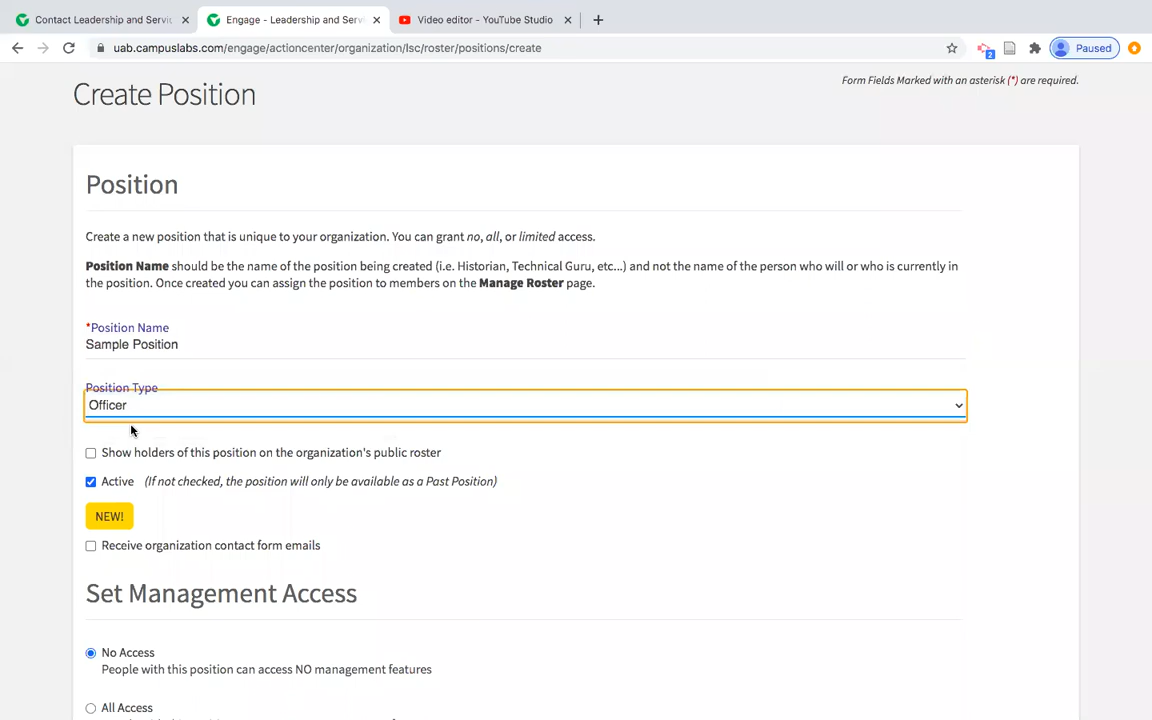 Contact Leadership and Servic
Engage - Leadership and Servi
Video editor - YouTube Studio
uab.campuslabs.com/engage/actioncenter/organization/lsc/roster/positions/create
2
Paused
Form Fields Marked with an asterisk (*) are required.
Create Position
Position
Create a new position that is unique to your organization. You can grant no, all, or limited access.
Position Name should be the name of the position being created (i.e. Historian, Technical Guru, etc...) and not the name of the person who will or who is currently in
the position. Once created you can assign the position to members on the Manage Roster page.
*Position Name
Sample Position
Position Type
Officer
Show holders of this position on the organization's public roster
Active (If not checked, the position will only be available as a Past Position)
NEW!
Receive organization contact form emails
Set Management Access
No Access
People with this position can access NO management features
All Access